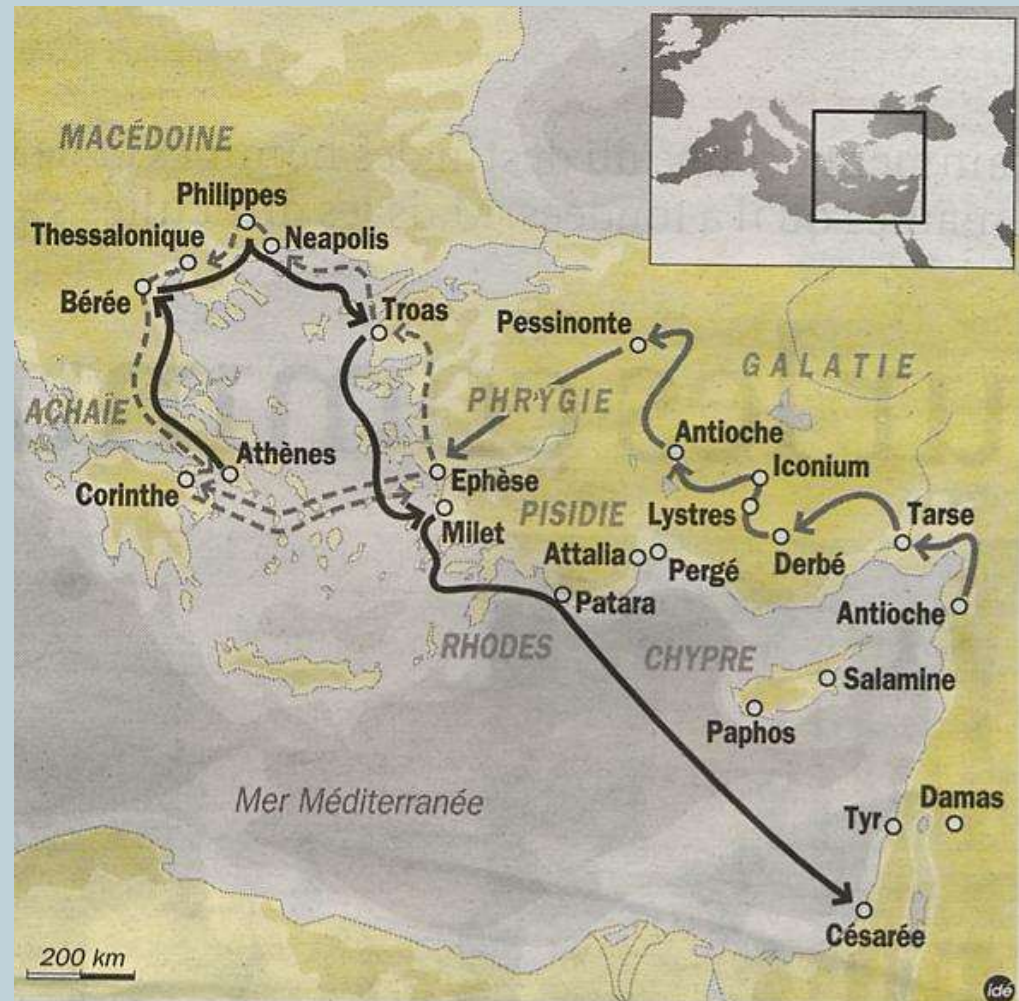 MACÉDOINE
Philippes
Thessalonique
Neapolis
Bérée
Troas
Pessinonte
GALATIE
PHRYGIE
ACHAÏE
Antioche
Athènes
Iconium
Corinthe
Ephèse
PISIDIE
Lystres
Tarse
Milet
Attalia
Pergé
Derbé
Patara
Antioche
RHODES
CHYPRE
Salamine
Paphos
Mer Méditerranée
Damas
Tyr
Césarée
200 km
idé